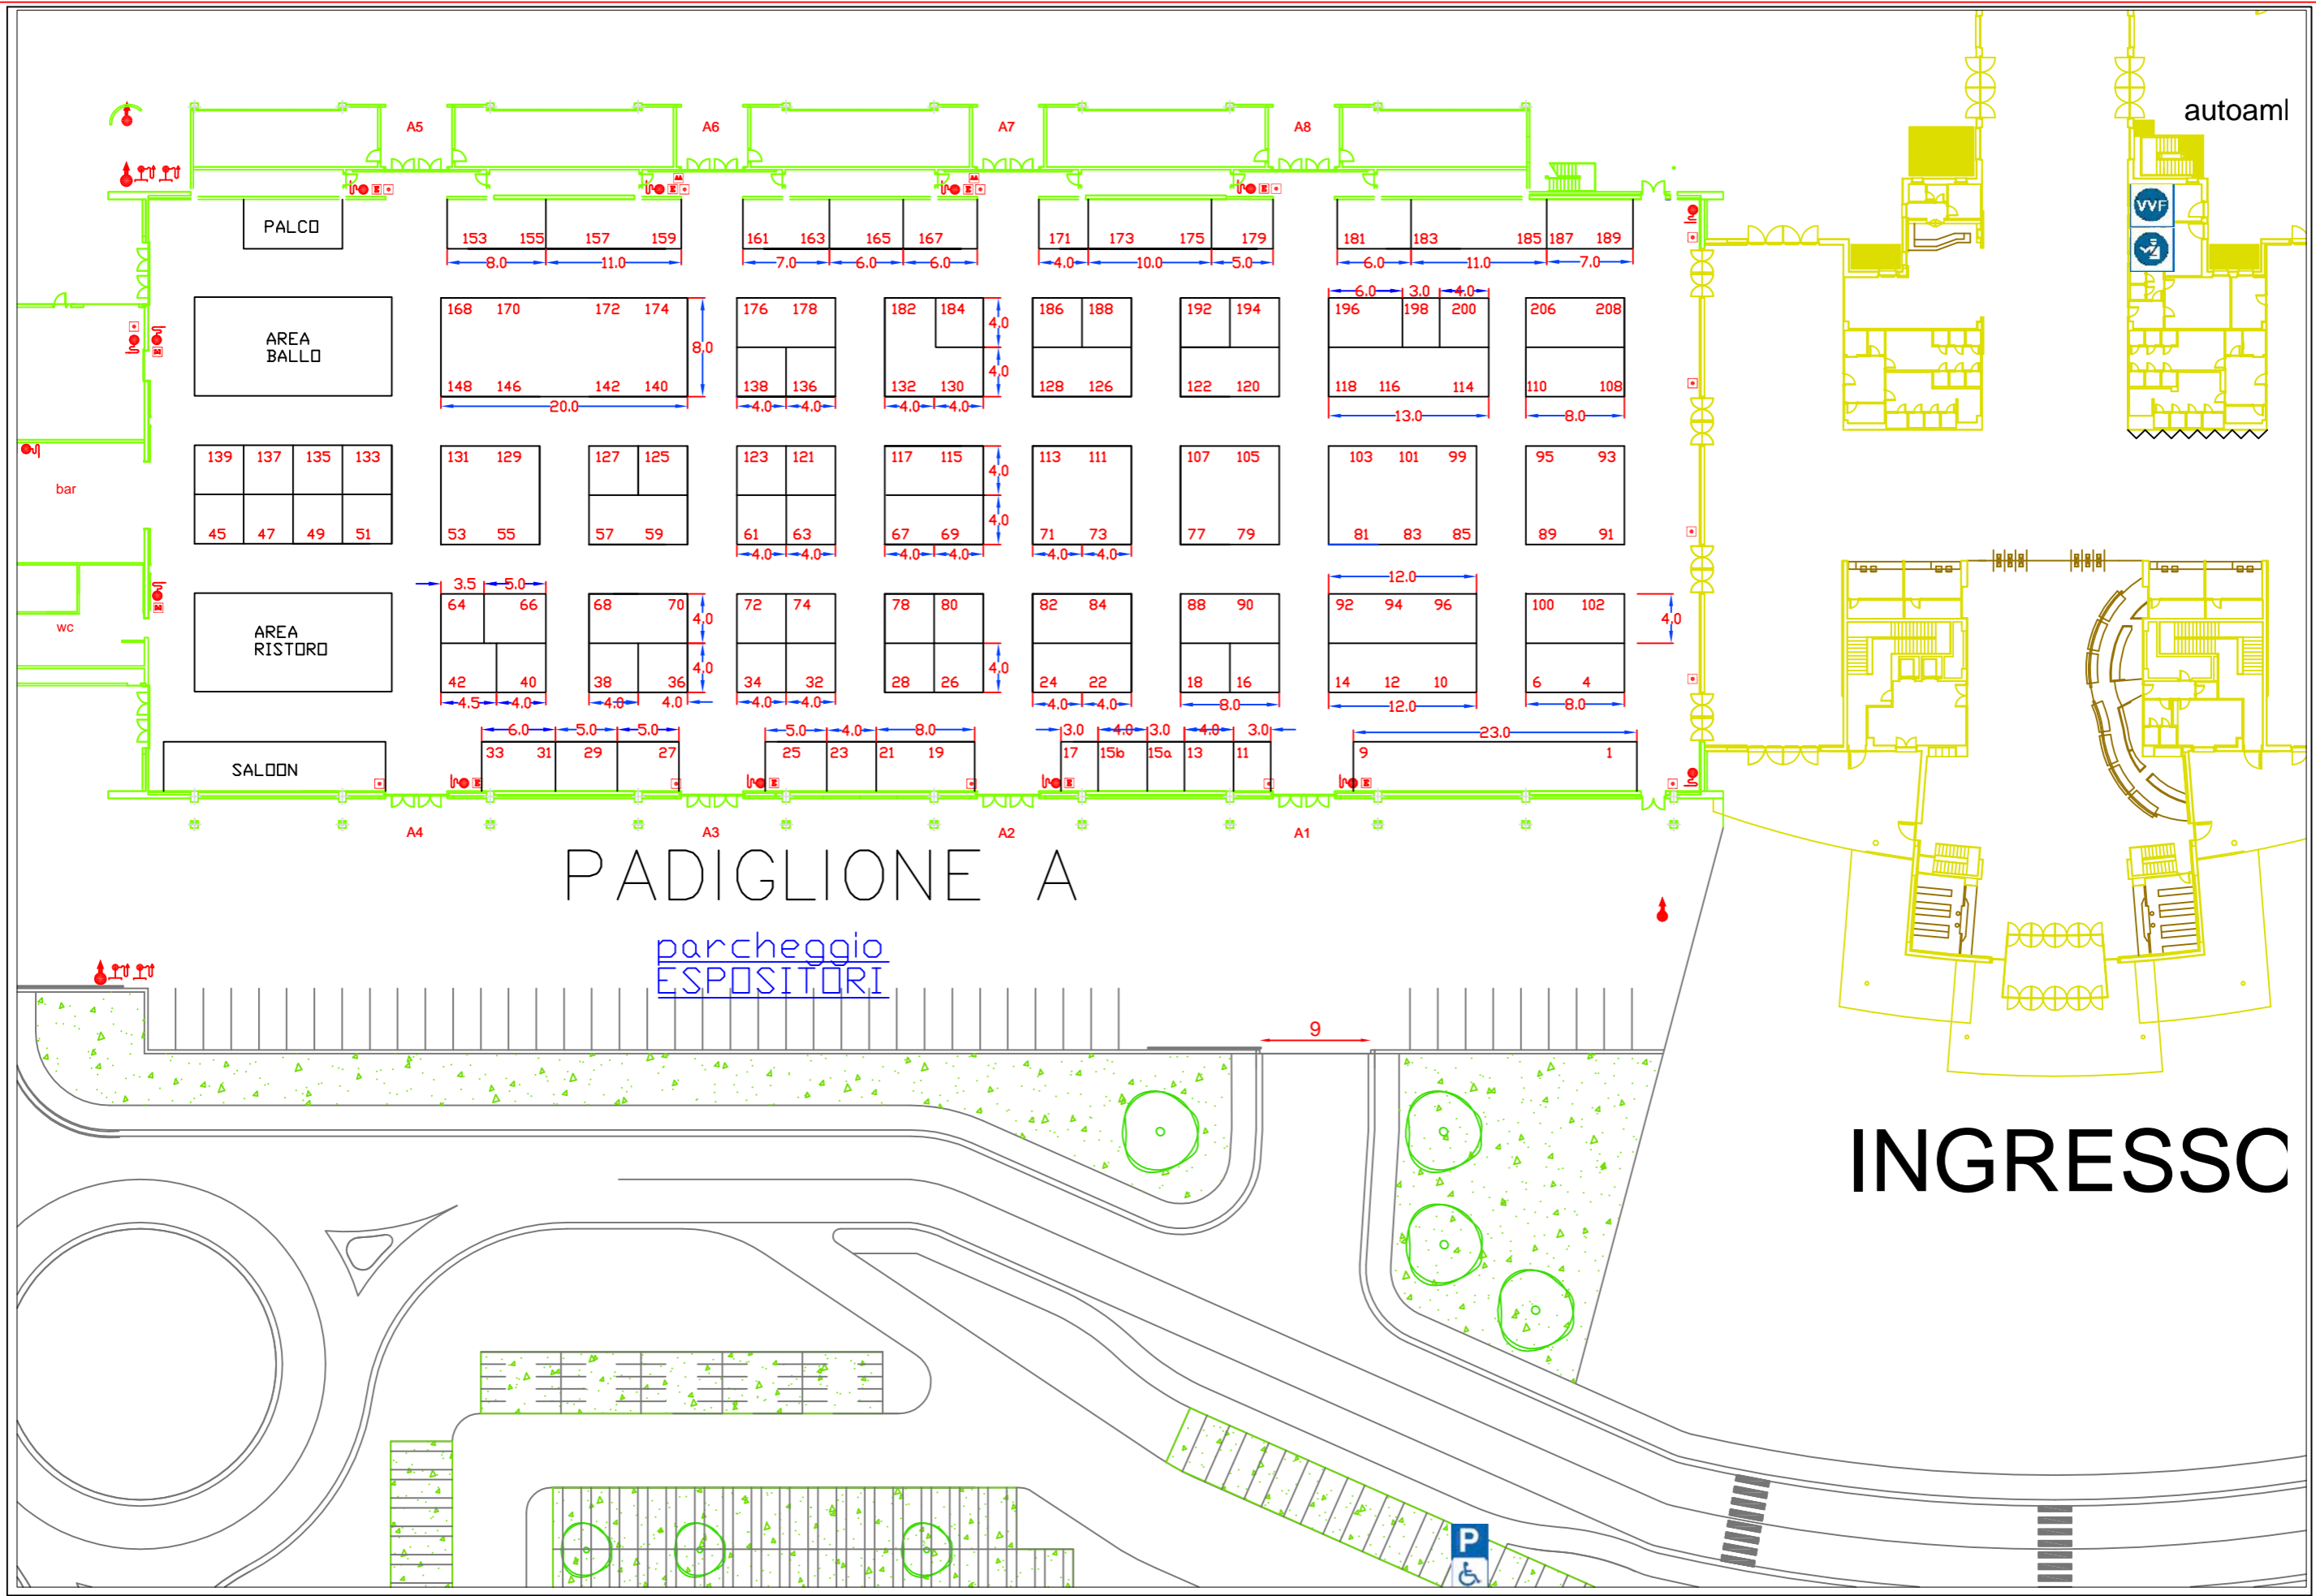 autoaml
A5 A6 A7 A8
VVF
PALCO
153 155 157 159 161 163 165 167 171 173 175 179 181 183 185 187 189
8.0 11.0 7.0 6.0 6.0 4.0 10.0 5.0 6.0 11.0 7.0
6.0 3.0 4.0
168 170 172 174 176 178 182 184 186 188 192 194 196 198 200 206 208
4.0
AREA
BALLO
8.0
4.0
148 146 142 140 138 136 132 130 128 126 122 120 118 116 114 110 108
20.0 4.0 4.0 4.0 4.0 13.0 8.0
139 137 135 133 131 129 127 125 123 121 117 115 113 111 107 105 103 101 99 95 93
4.0
bar
4.0
45 47 49 51 53 55 57 59 61 63 67 69 71 73 77 79 81 83 85 89 91
4.0 4.0 4.0 4.0 4.0 4.0
3.5 5.0 12.0
64 66 68 70 72 74 78 80 82 84 88 90 92 94 96 100 102
4.0 4.0
wc
AREA
RISTORO
4.0 4.0
42 40 38 36 34 32 28 26 24 22 18 16 14 12 10 6 4
4.5 4.0 4.0 4.0 4.0 4.0 4.0 4.0 8.0 12.0 8.0
6.0 5.0 5.0 5.0 4.0 8.0 3.0 4.0 3.0 4.0 3.0 23.0
33 31 29 27 25 23 21 19 17 15b 15a 13 11 9 1
SALOON
A4 A3 A2 A1
PADIGLIONE A
parcheggio
ESPOSITORI
9
INGRESSO
P